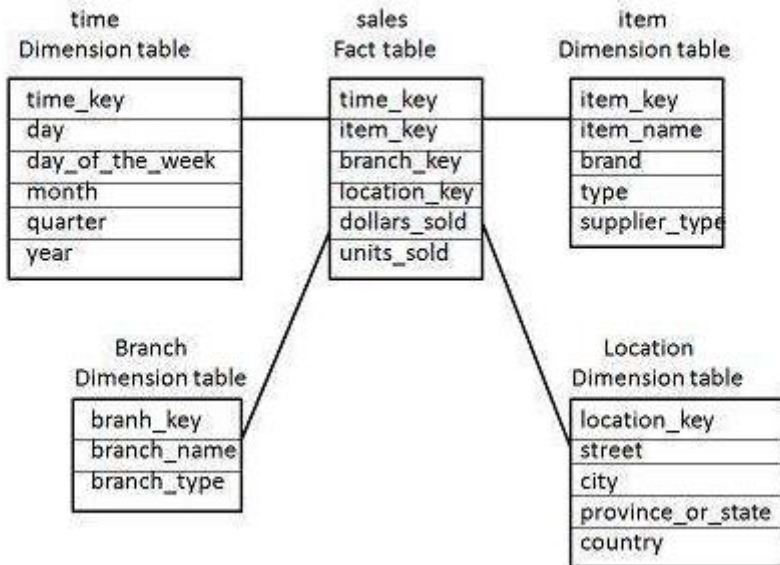 time
Dimension table
time_key
day
day_of_the_week
month
quarter
year
sales
Fact table
time_key
item_key
branch_key
location_key
dollars_sold
units_sold
item
Dimension table
item_key
item_name
brand
type
supplier_type
Branch
Dimension table
branh_key
branch_name
branch_type
Location
Dimension table
location_key
street
city
province_or_state
country